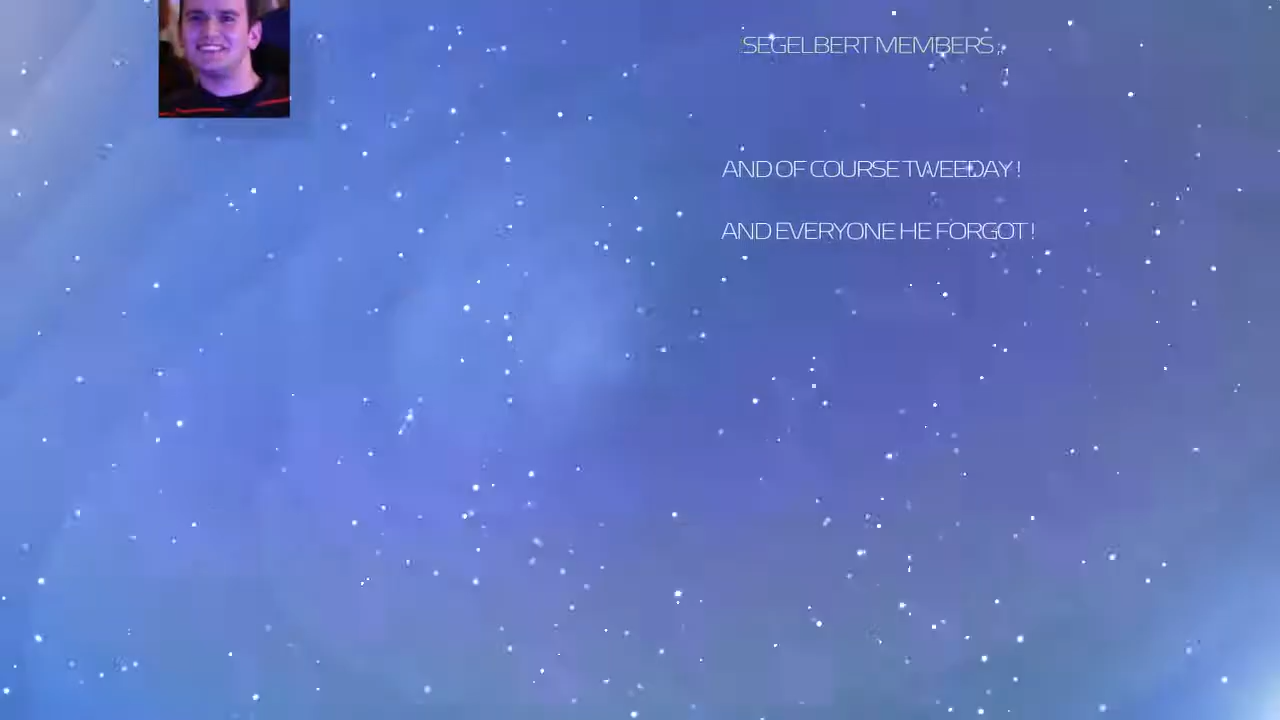 SEGELBERT MEMBERS,
AND OF COURSE TWEEDAY !
AND EVERYONE HE FORGOT !